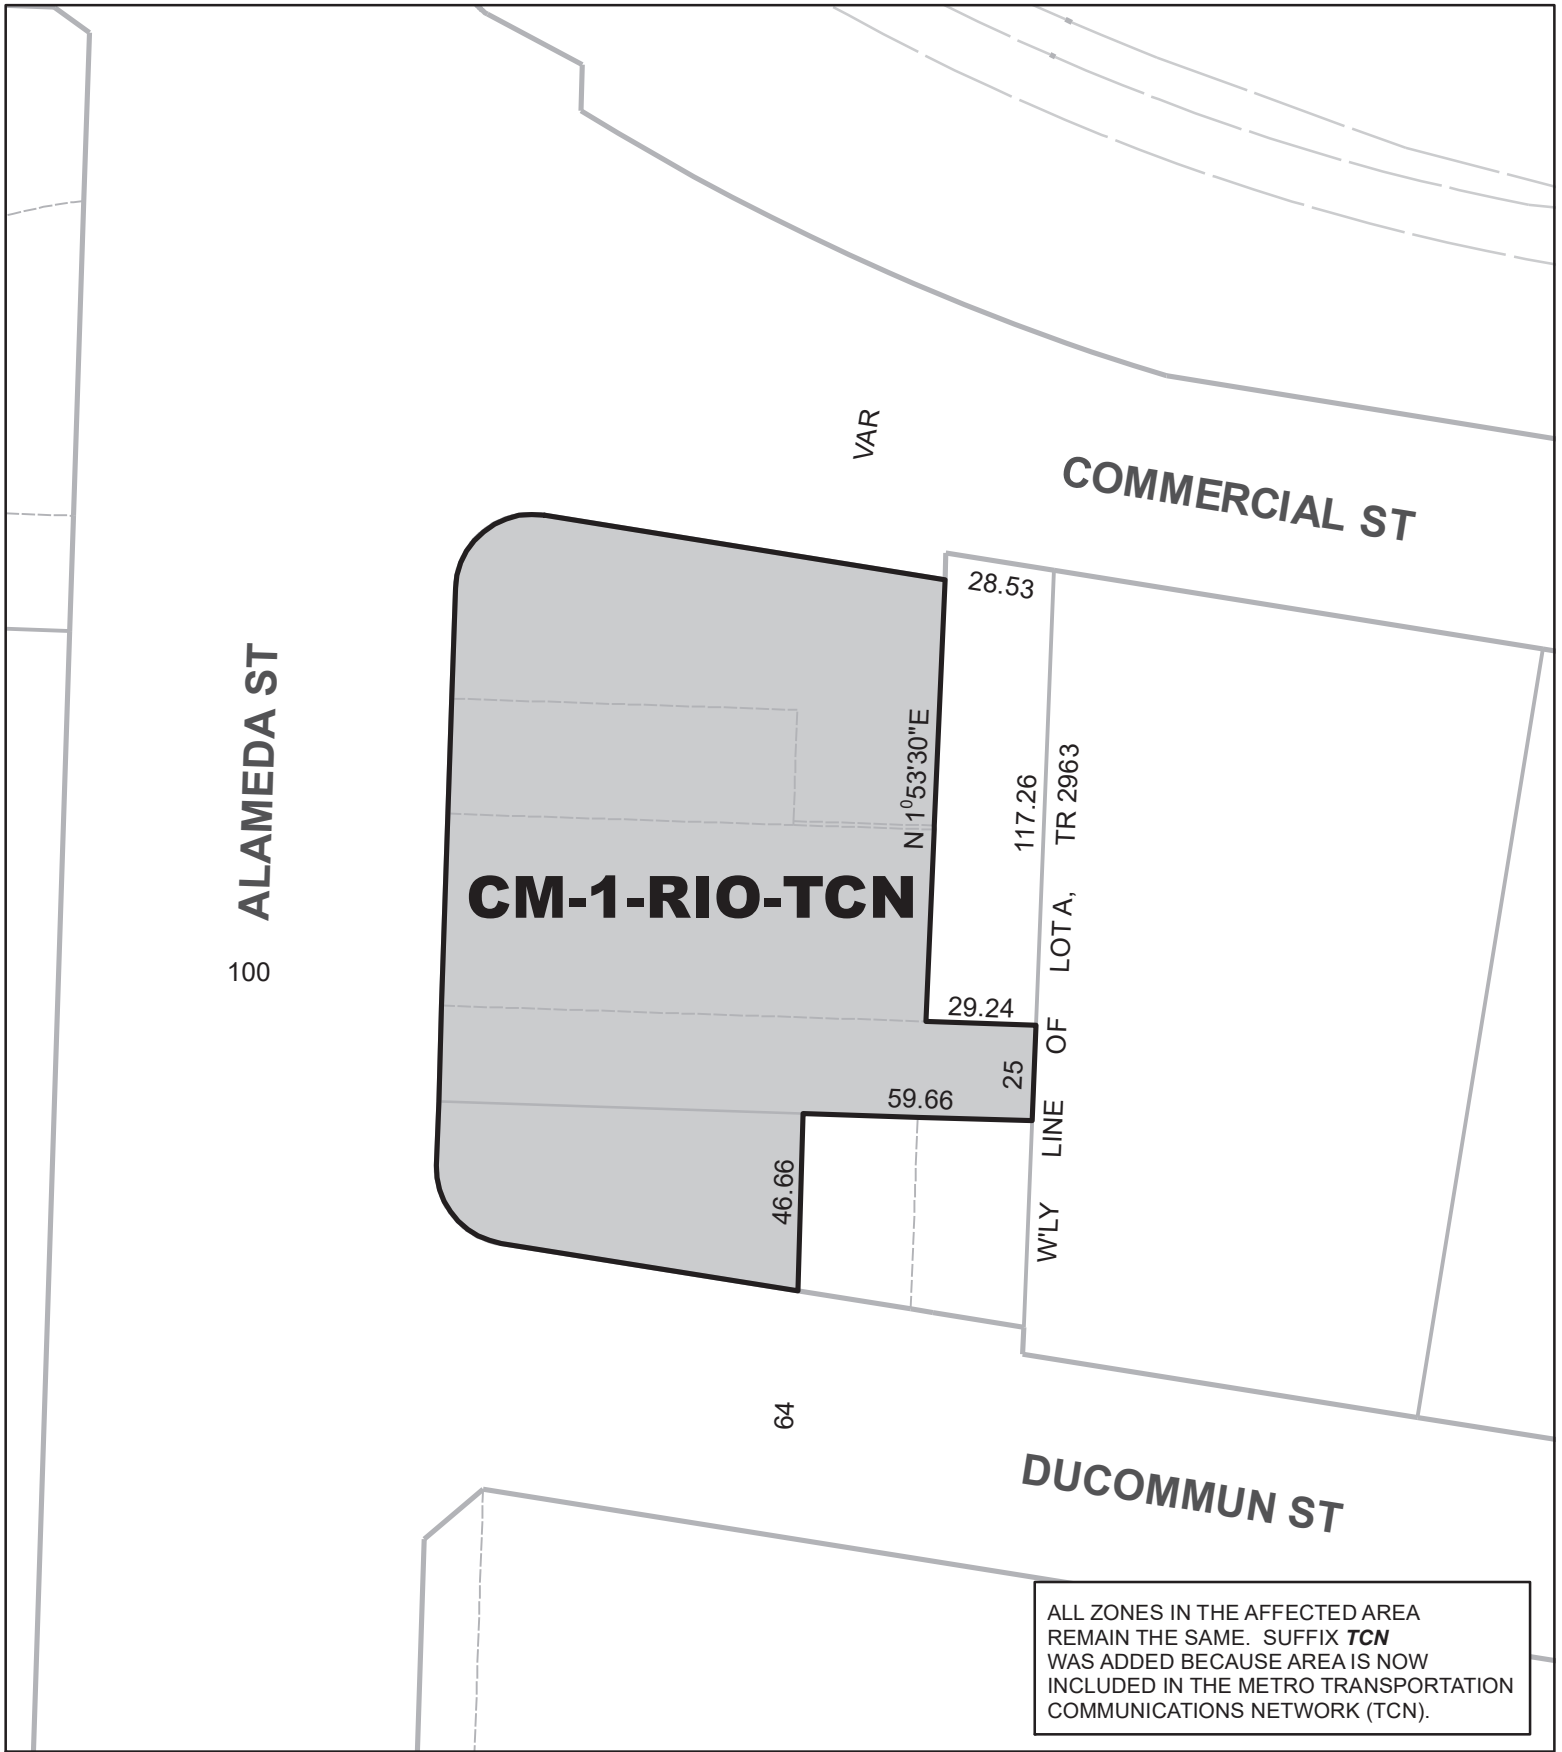 VAR
COMMERCIAL ST
28.53
ALAMEDA ST
100
N 1⁰53'30"E
117.26
W'LY LINE OF LOT A, TR 2963
CM-1-RIO-TCN
29.24
25
59.66
46.66
64
DUCOMMUN ST
ALL ZONES IN THE AFFECTED AREA
REMAIN THE SAME. SUFFIX TCN
WAS ADDED BECAUSE AREA IS NOW
INCLUDED IN THE METRO TRANSPORTATION
COMMUNICATIONS NETWORK (TCN).